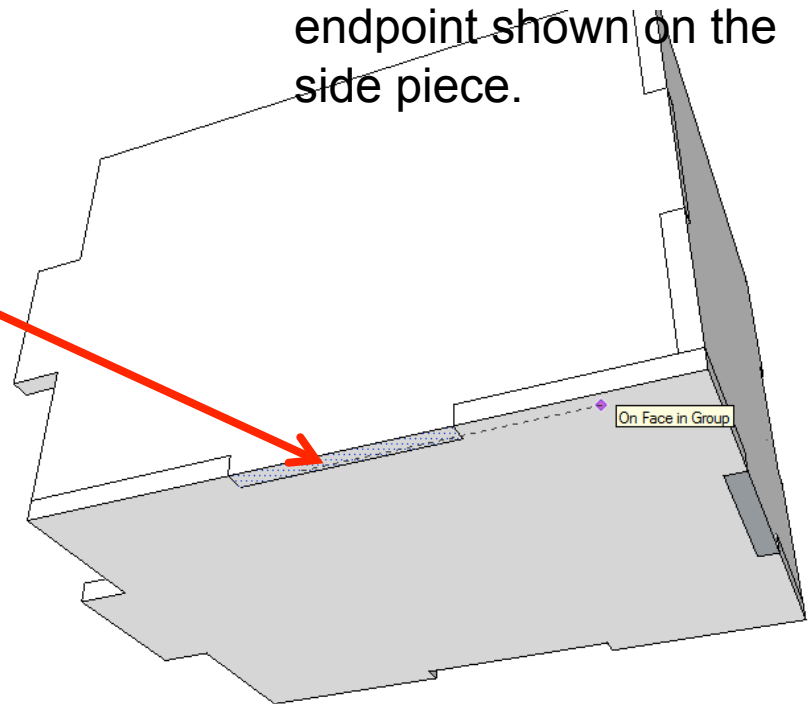 endpoint shown on the
side piece.
On Face in Group